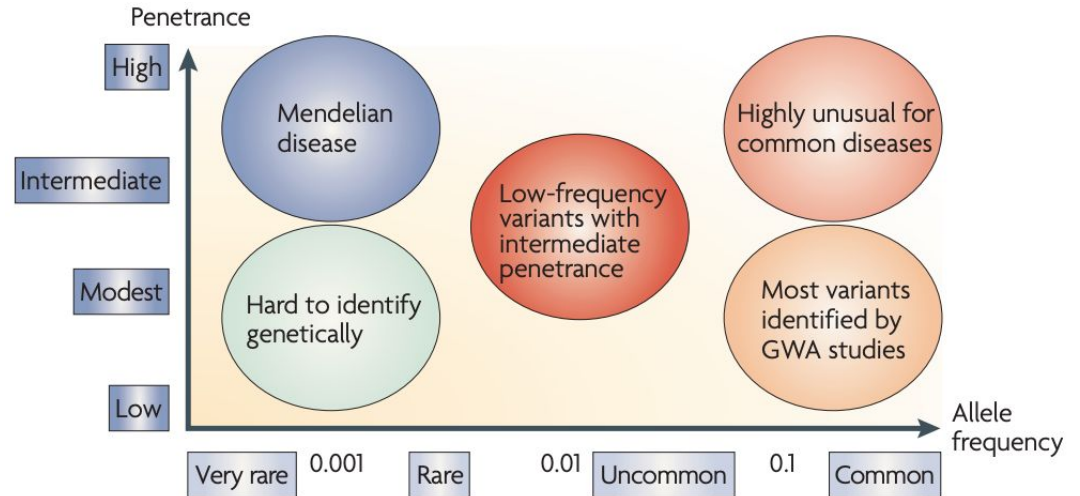 Penetrance
High
Intermediate
Modest
Low
Mendelian
disease
Highly unusual for
common diseases
Low-frequency
variants with
intermediate
penetrance
Hard to identify
genetically
Most variants
identified by
GWA studies
Allele
frequency
Very rare
0.001
Rare
0.01
Uncommon
0.1
Common